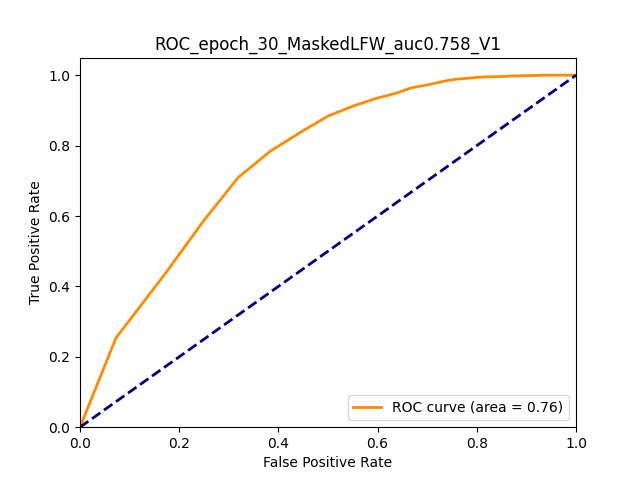 ROC_epoch_30_MaskedLFW_auc0.758_V1
1.0
0.8
0.6
0.4
0.2
0.0
True Positive Rate
ROC curve (area = 0.76)
0.0 0.2 0.4 0.6 0.8 1.0
False Positive Rate